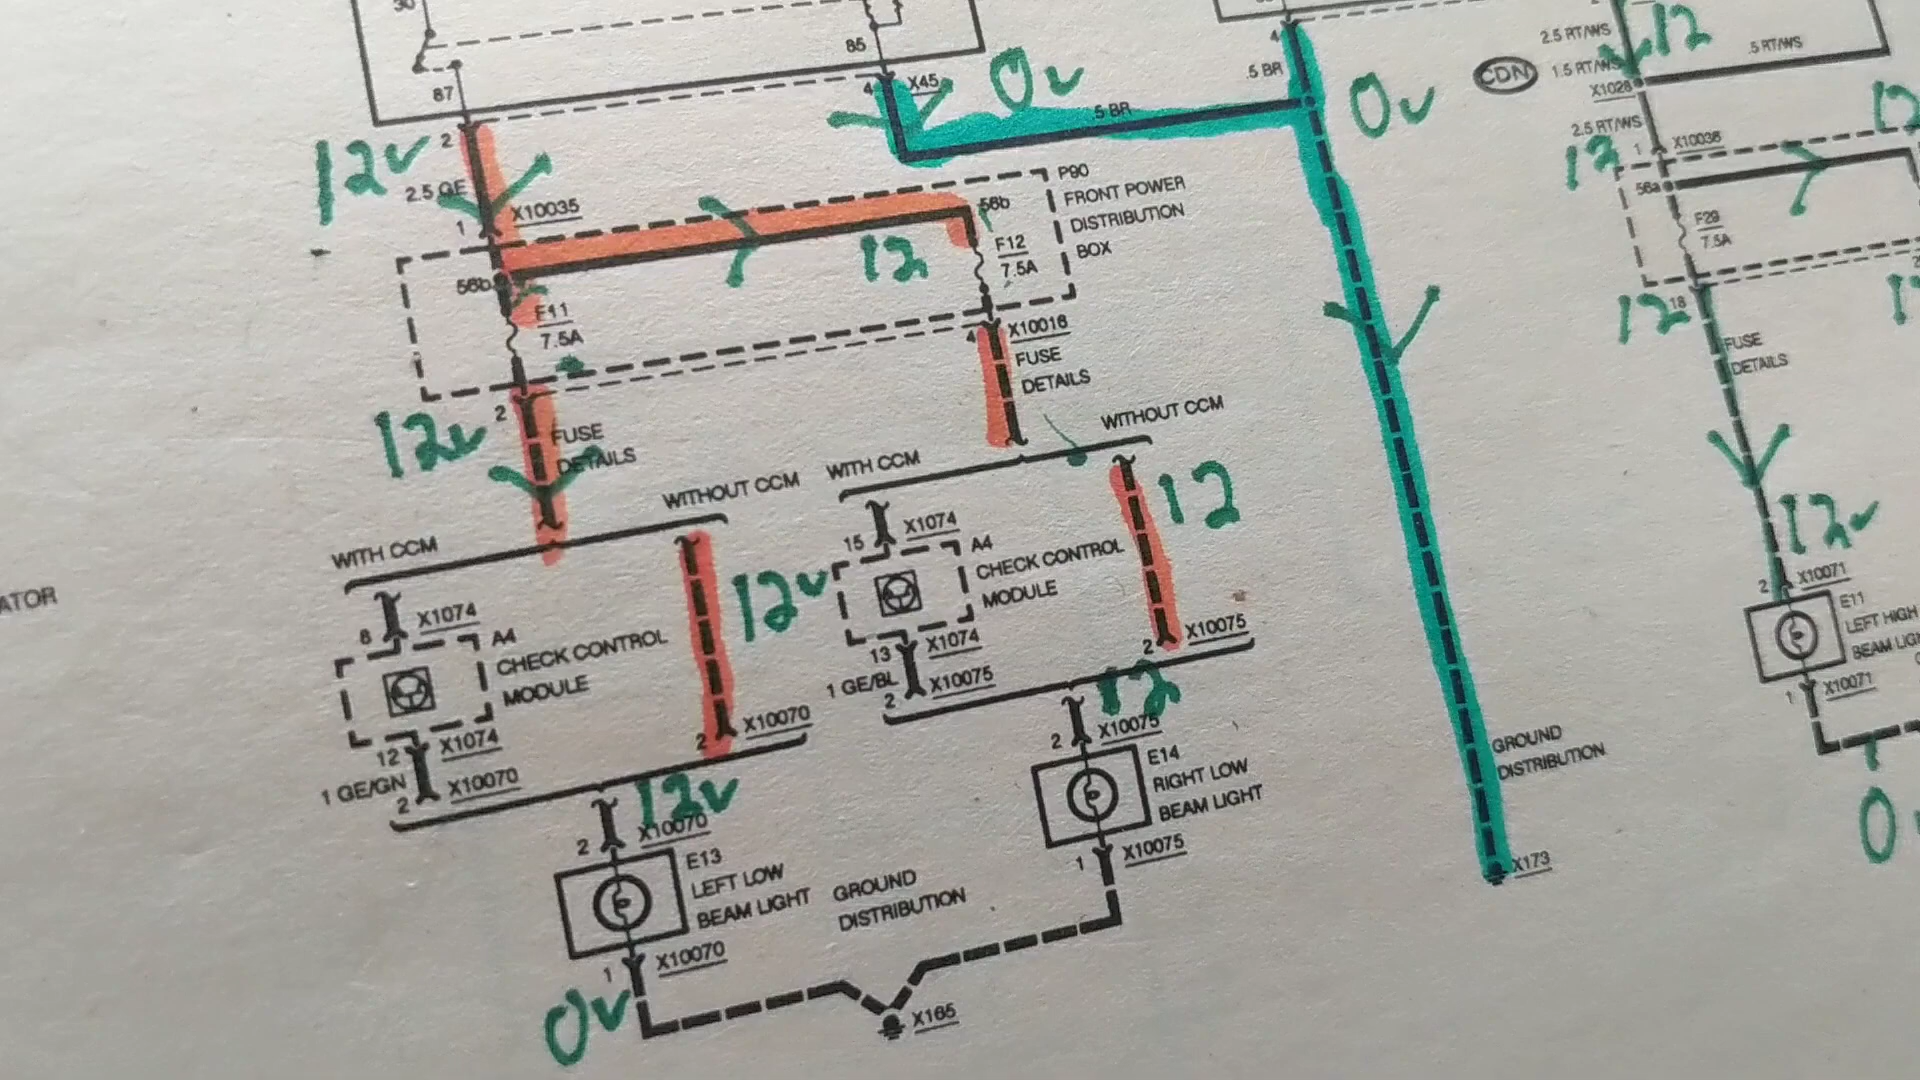 30
85
87
4
X45
0v
.5 BR
4
.5 BR
0v
2.5 RT/WS
12
.5 RT/WS
CDN
1.5 RT/WS
X1028
2.5 RT/WS
1
X10036
12
12
56a
F29
7.5A
18
12
FUSE
DETAILS
12v
2
X10071
E11
LEFT HIGH
1
X10071
0
2
12v
2.5 GE
1
X10035
P90
FRONT POWER
DISTRIBUTION
BOX
56b
56b
12
F12
7.5A
F11
7.5A
4
X10016
FUSE
DETAILS
2
12v
FUSE
DETAILS
WITHOUT CCM
WITH CCM
WITHOUT CCM
WITH CCM
15
X1074
A4
CHECK CONTROL
MODULE
13
X1074
1 GE/BL
X10075
2
12
2
X10075
8
X1074
A4
CHECK CONTROL
MODULE
12
X1074
1 GE/GN
X10070
2
12v
2
X10070
12v
2
X10070
E13
LEFT LOW
BEAM LIGHT
1
X10070
0v
12
2
X10075
E14
RIGHT LOW
BEAM LIGHT
1
X10075
GROUND
DISTRIBUTION
X165
GROUND
DISTRIBUTION
X173
ATOR